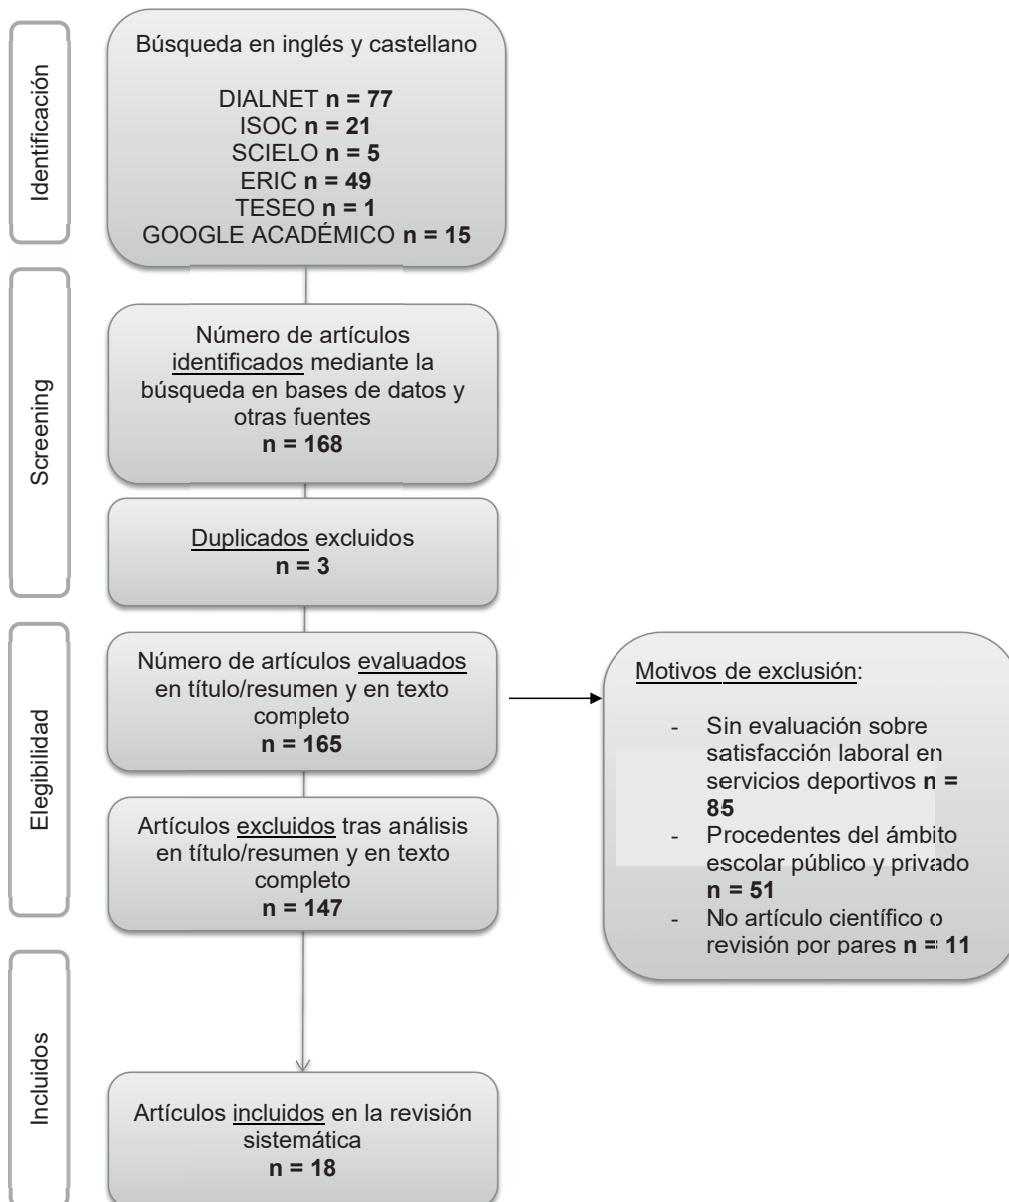 Identificación
Búsqueda en inglés y castellano
DIALNET n = 77
ISOC n = 21
SCIELO n = 5
ERIC n = 49
TESEO n = 1
GOOGLE ACADÉMICO n = 15
Screening
Número de artículos
identificados mediante la
búsqueda en bases de datos y
otras fuentes
n = 168
Duplicados excluidos
n = 3
Elegibilidad
Número de artículos evaluados
en título/resumen y en texto
completo
n = 165
Motivos de exclusión:
- Sin evaluación sobre
satisfacción laboral en
servicios deportivos n =
85
- Procedentes del ámbito
escolar público y privado
n = 51
- No artículo científico o
revisión por pares n = 11
Artículos excluidos tras análisis
en título/resumen y en texto
completo
n = 147
Incluidos
Artículos incluidos en la revisión
sistemática
n = 18